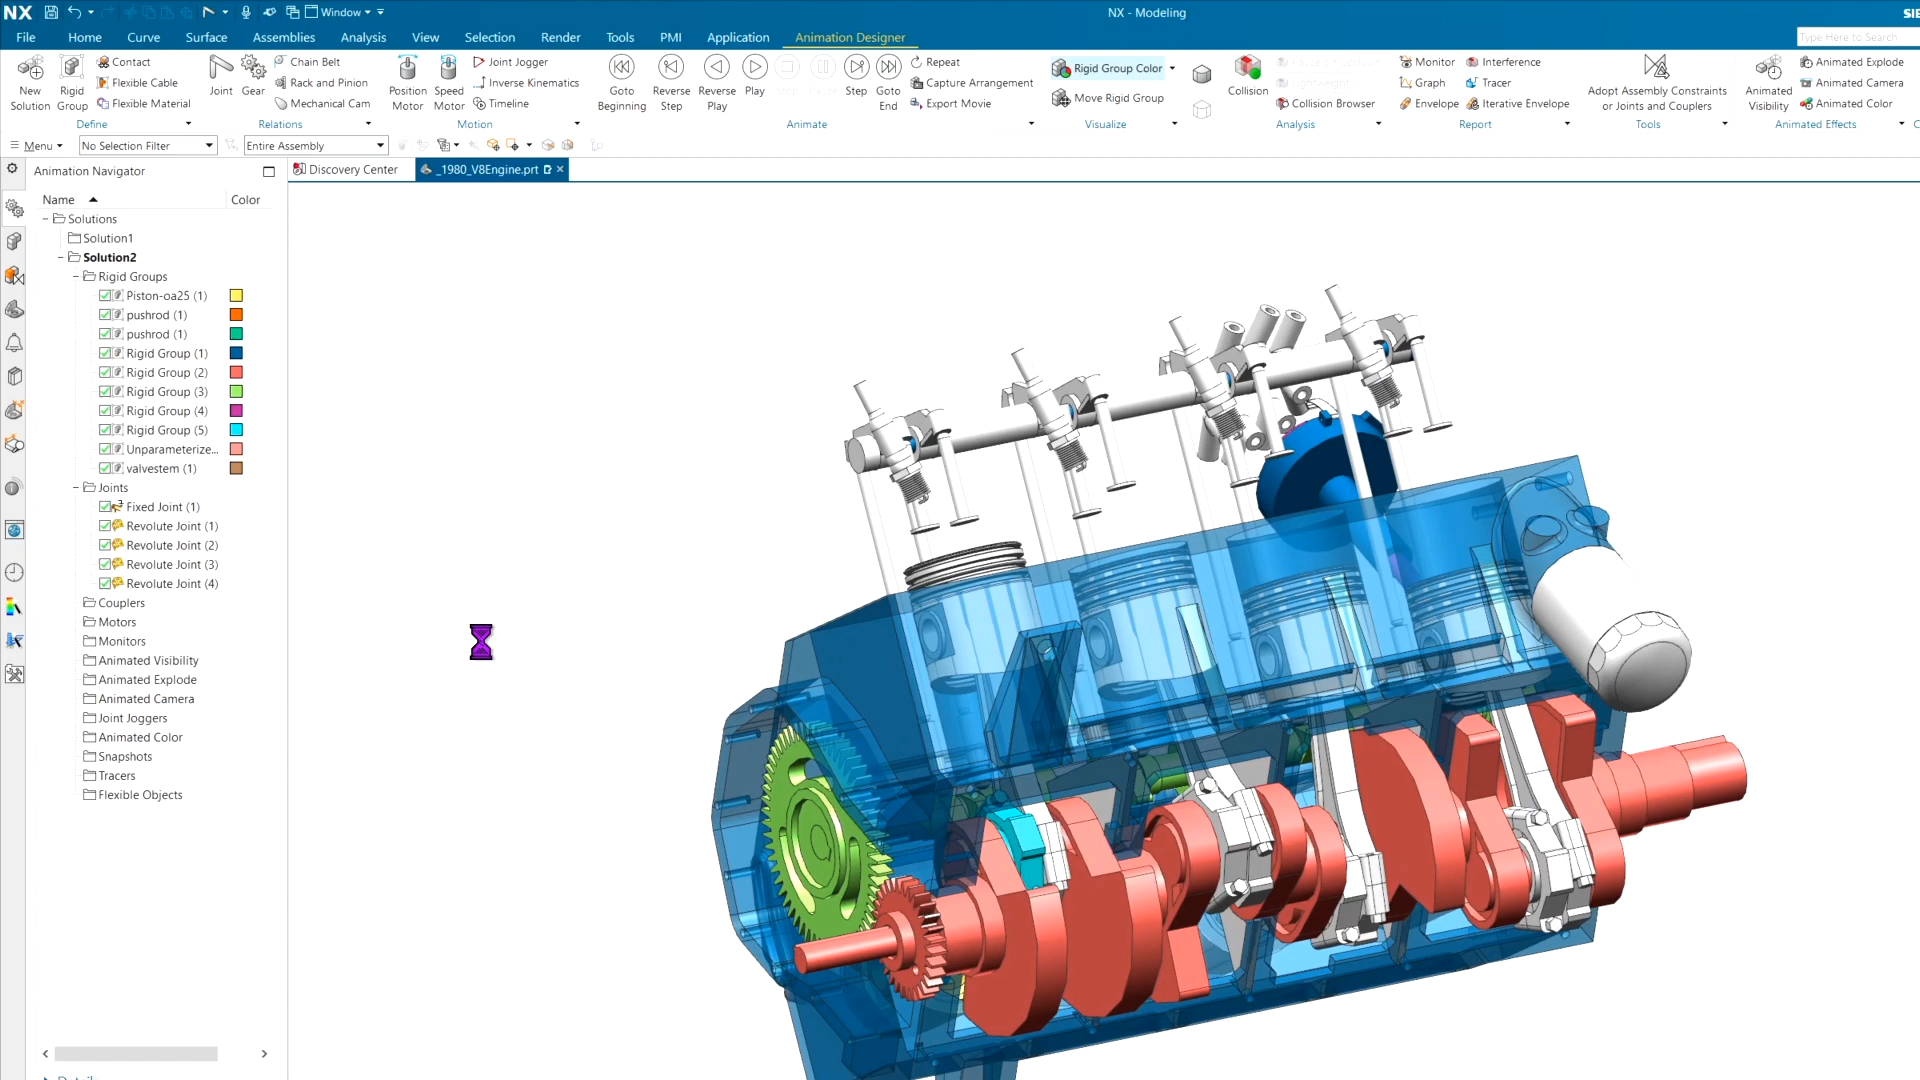 NX
Window
NX - Modeling
SIE
File Home Curve Surface Assemblies Analysis View Selection Render Tools PMI Application Animation Designer
Type Here to Search
New Solution
Rigid Group
Contact
Flexible Cable
Flexible Material
Define
Joint
Gear
Chain Belt
Rack and Pinion
Mechanical Cam
Relations
Position Motor
Speed Motor
Joint Jogger
Inverse Kinematics
Timeline
Motion
Goto Beginning
Reverse Step
Reverse Play
Play
Step
Goto End
Repeat
Capture Arrangement
Export Movie
Animate
Rigid Group Color
Move Rigid Group
Visualize
Collision
Collision Browser
Analysis
Monitor
Graph
Envelope
Interference
Tracer
Iterative Envelope
Report
Adopt Assembly Constraints or Joints and Couplers
Tools
Animated Visibility
Animated Explode
Animated Camera
Animated Color
Animated Effects
Menu
No Selection Filter
Entire Assembly
Animation Navigator
Discovery Center
_1980_V8Engine.prt
Name Color
Solutions
Solution1
Solution2
Rigid Groups
Piston-oa25 (1)
pushrod (1)
pushrod (1)
Rigid Group (1)
Rigid Group (2)
Rigid Group (3)
Rigid Group (4)
Rigid Group (5)
Unparameterize...
valvestem (1)
Joints
Fixed Joint (1)
Revolute Joint (1)
Revolute Joint (2)
Revolute Joint (3)
Revolute Joint (4)
Couplers
Motors
Monitors
Animated Visibility
Animated Explode
Animated Camera
Joint Joggers
Animated Color
Snapshots
Tracers
Flexible Objects